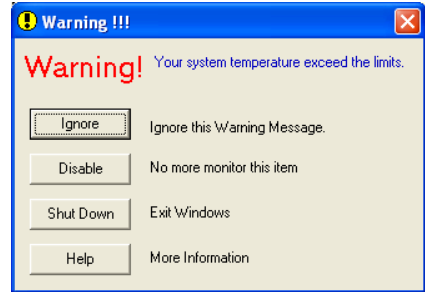 Warning !!!
Warning! Your system temperature exceed the limits.
Ignore Ignore this Warning Message.
Disable No more monitor this item
Shut Down Exit Windows
Help More Information